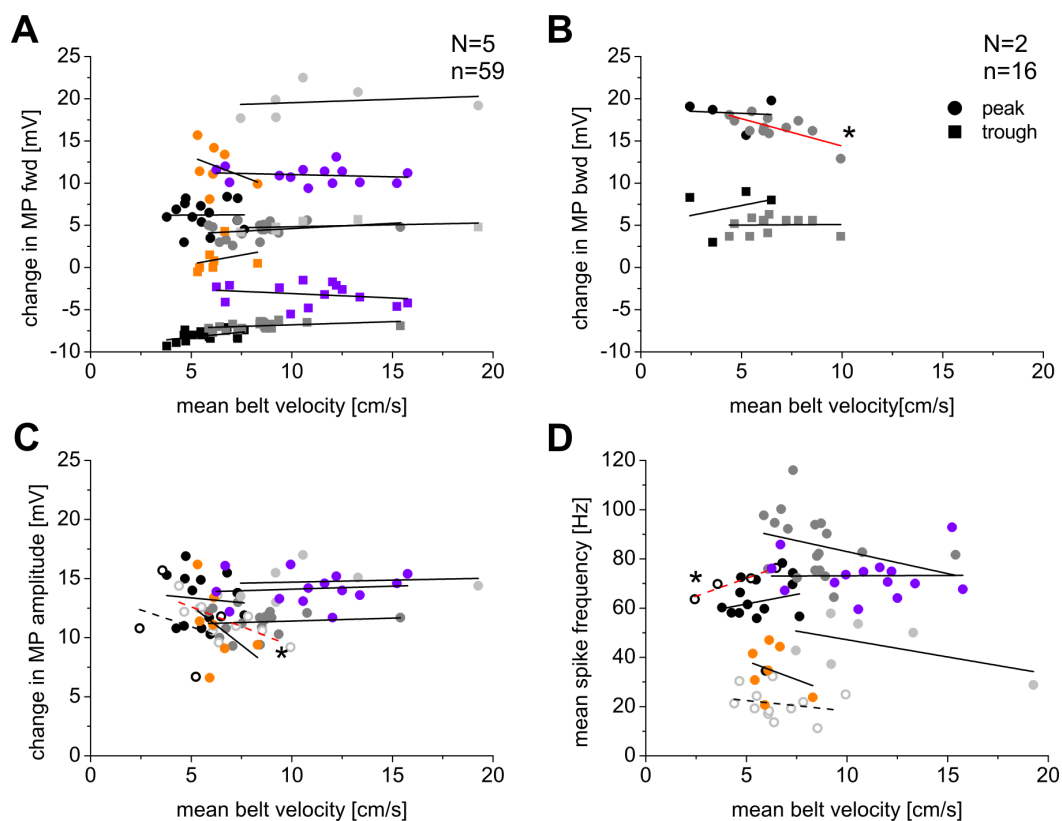 A
N=5
n=59
change in MP fwd [mV]
25
20
15
10
5
0
-5
-10
0
5
10
15
20
mean belt velocity [cm/s]
B
N=2
n=16
peak
trough
*
change in MP bwd [mV]
25
20
15
10
5
0
-5
-10
0
5
10
15
20
mean belt velocity[cm/s]
C
change in MP amplitude [mV]
25
20
15
10
5
0
*
0
5
10
15
20
mean belt velocity [cm/s]
D
mean spike frequency [Hz]
120
100
80
60
40
20
0
*
0
5
10
15
20
mean belt velocity [cm/s]